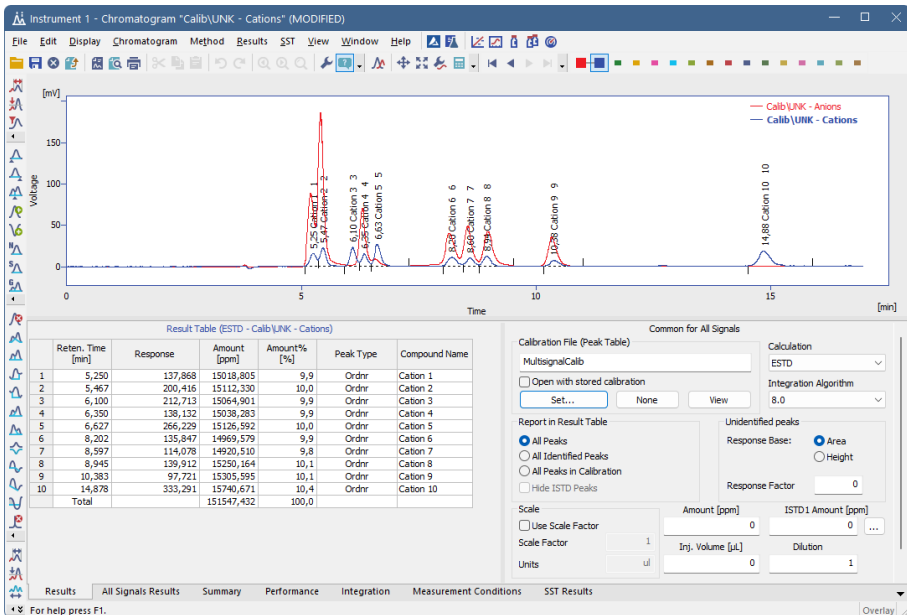 Instrument 1 - Chromatogram "Calib\UNK - Cations" (MODIFIED)
File Edit Display Chromatogram Method Results SST View Window Help
[mV]
Calib\UNK - Anions
Calib\UNK - Cations
150
100
50
0
Voltage
5,25 Cation 1 1
5,47 Cation 2 2
6,10 Cation 3 3
6,35 Cation 4 4
6,63 Cation 5 5
8,20 Cation 6 6
8,60 Cation 7 7
8,94 Cation 8 8
10,38 Cation 9 9
14,88 Cation 10 10
0 5 10 15
Time
[min]
Result Table (ESTD - Calib\UNK - Cations)
Reten. Time [min] Response Amount [ppm] Amount% [%] Peak Type Compound Name
1 5,250 137,868 15018,805 9,9 Ordnr Cation 1
2 5,467 200,416 15112,330 10,0 Ordnr Cation 2
3 6,100 212,713 15064,901 9,9 Ordnr Cation 3
4 6,350 138,132 15038,283 9,9 Ordnr Cation 4
5 6,627 266,229 15126,592 10,0 Ordnr Cation 5
6 8,202 135,847 14969,579 9,9 Ordnr Cation 6
7 8,597 114,078 14920,510 9,8 Ordnr Cation 7
8 8,945 139,912 15250,164 10,1 Ordnr Cation 8
9 10,383 97,721 15305,595 10,1 Ordnr Cation 9
10 14,878 333,291 15740,671 10,4 Ordnr Cation 10
Total 151547,432 100,0
Common for All Signals
Calibration File (Peak Table)
MultisignalCalib
Open with stored calibration
Set... None View
Calculation
ESTD
Integration Algorithm
8.0
Report in Result Table
All Peaks
All Identified Peaks
All Peaks in Calibration
Hide ISTD Peaks
Unidentified peaks
Response Base: Area
Height
Response Factor 0
Scale
Use Scale Factor
Scale Factor 1
Units ul
Amount [ppm] ISTD1 Amount [ppm]
0 0 ...
Inj. Volume [µL] Dilution
0 1
Results All Signals Results Summary Performance Integration Measurement Conditions SST Results
For help press F1.
Overlay